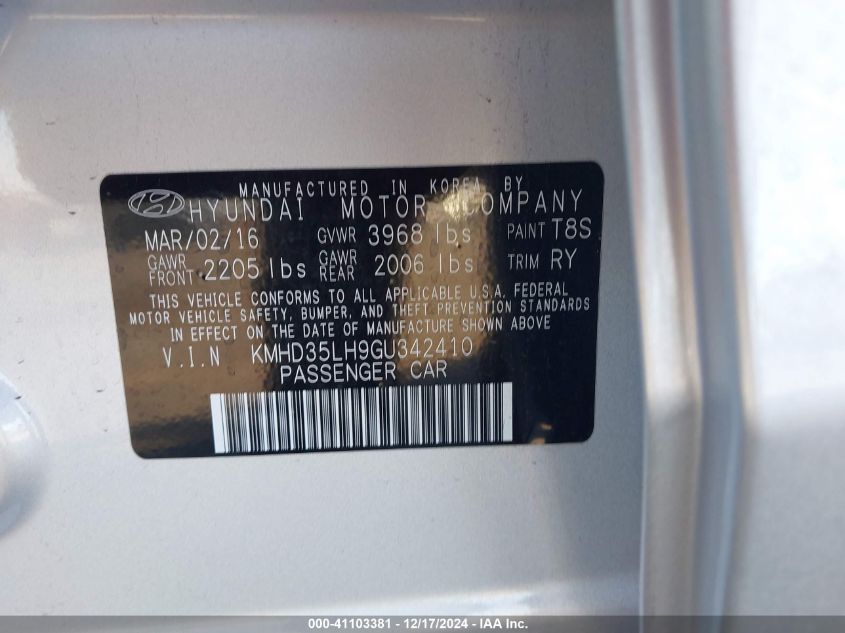 MANUFACTURED IN KOREA BY
HYUNDAI MOTOR COMPANY
MAR/02/16 GVWR 3968 lbs PAINT T8S
GAWR FRONT 2205 lbs GAWR REAR 2006 lbs TRIM RY
THIS VEHICLE CONFORMS TO ALL APPLICABLE U.S.A. FEDERAL
MOTOR VEHICLE SAFETY, BUMPER, AND THEFT PREVENTION STANDARDS
IN EFFECT ON THE DATE OF MANUFACTURE SHOWN ABOVE
V.I.N KMHD35LH9GU342410
PASSENGER CAR
000-41103381 - 12/17/2024 - IAA Inc.